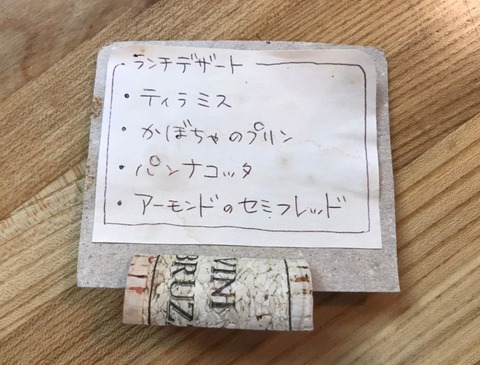 ・ランチデザート
・ティラミス
・かぼちゃのプリン
・パンナコッタ
・アーモンドのセミフレッド
VINI
BRUZ